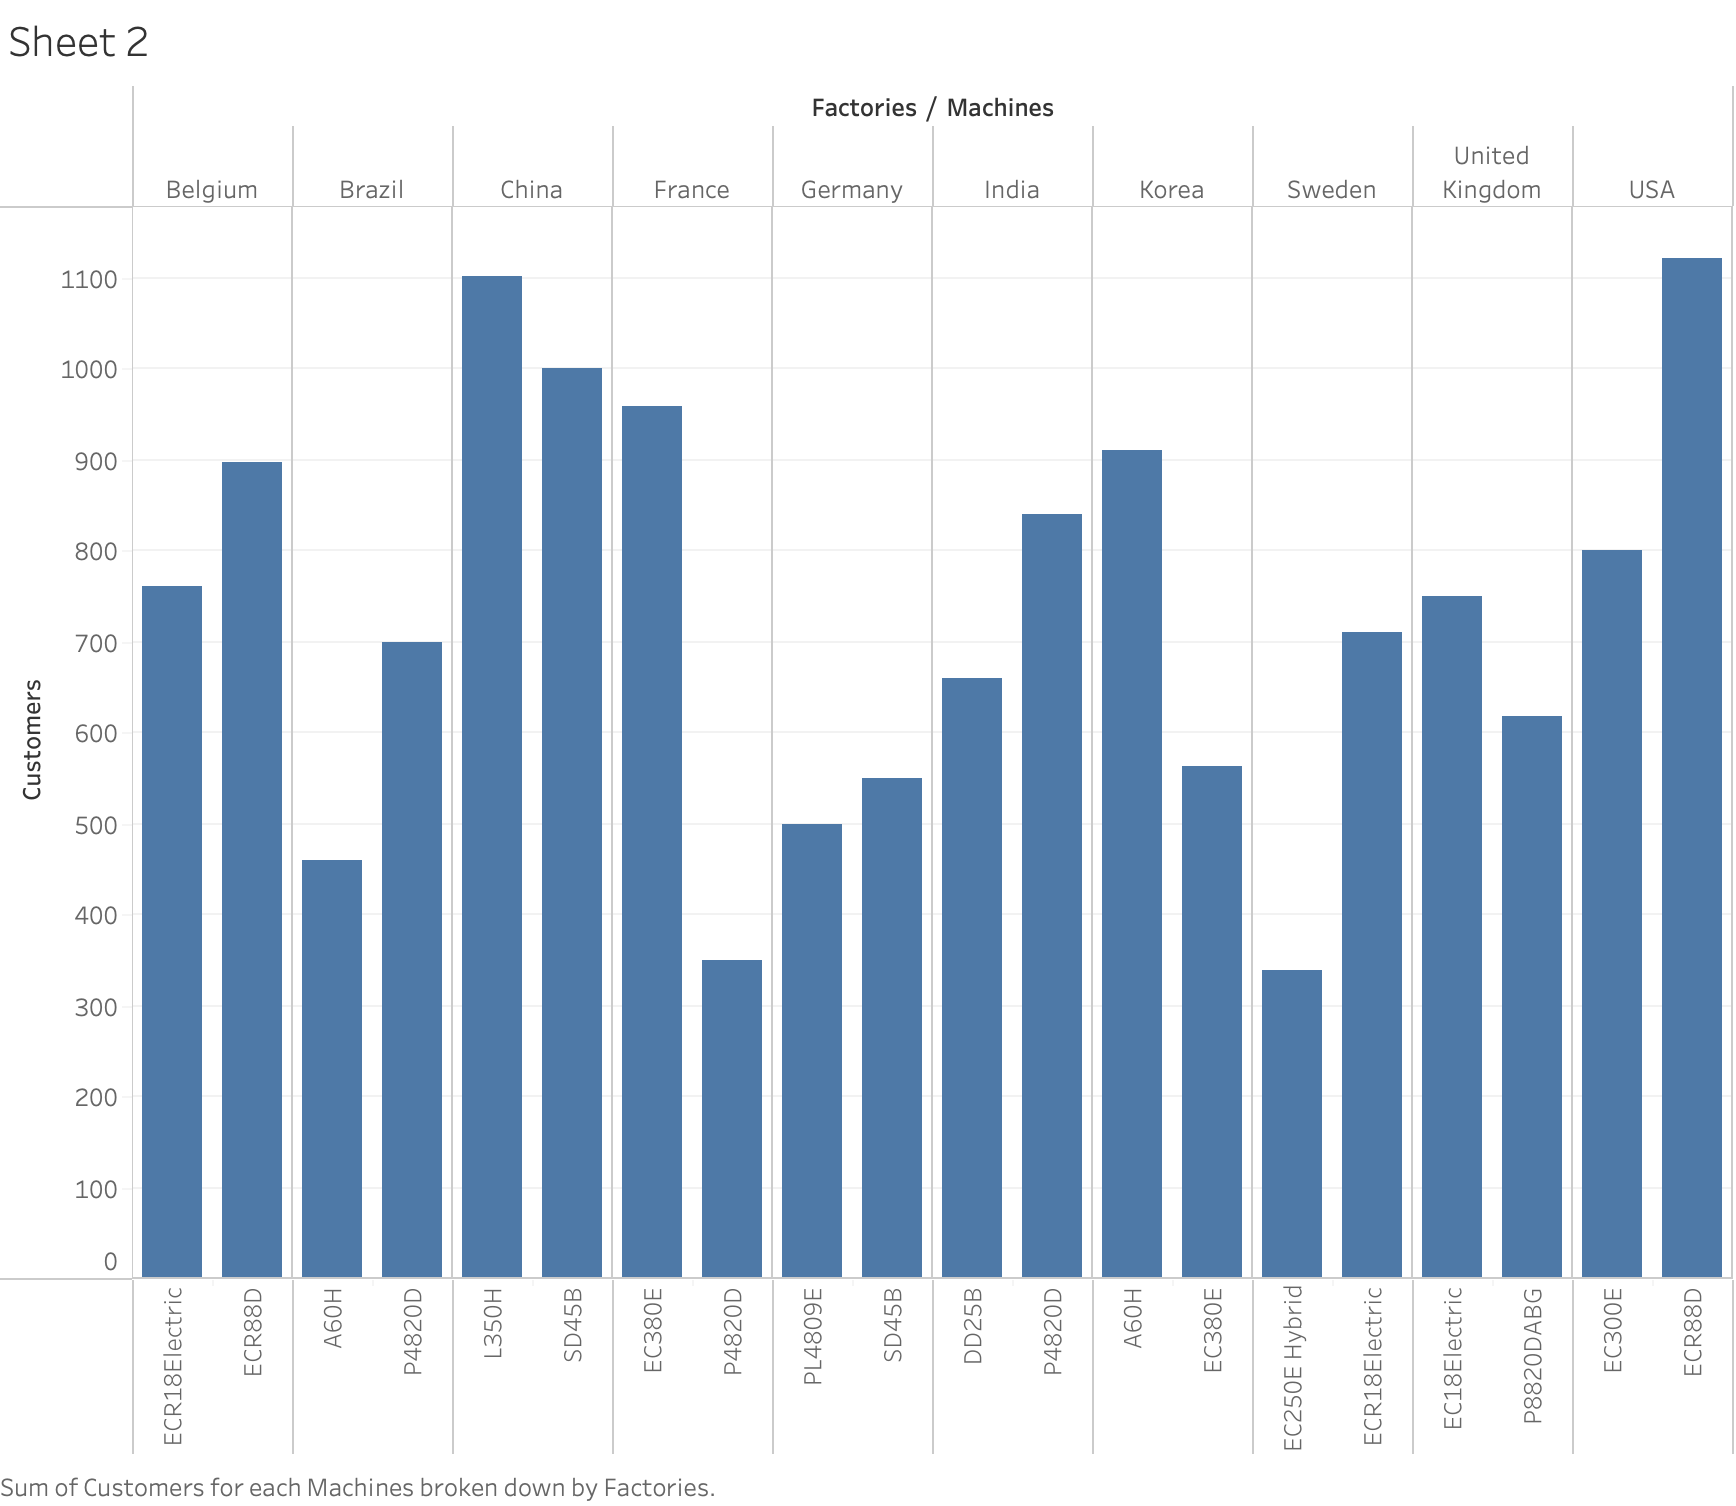 Sheet 2
Factories / Machines
Belgium
Brazil
China
France
Germany
India
Korea
Sweden
United
Kingdom
USA
1100
1000
900
800
700
600
500
400
300
200
100
0
Customers
ECR18Electric
ECR88D
A60H
P4820D
L350H
SD45B
EC380E
P4820D
PL4809E
SD45B
DD25B
P4820D
A60H
EC380E
EC250E Hybrid
ECR18Electric
EC18Electric
P8820DABG
EC300E
ECR88D
Sum of Customers for each Machines broken down by Factories.